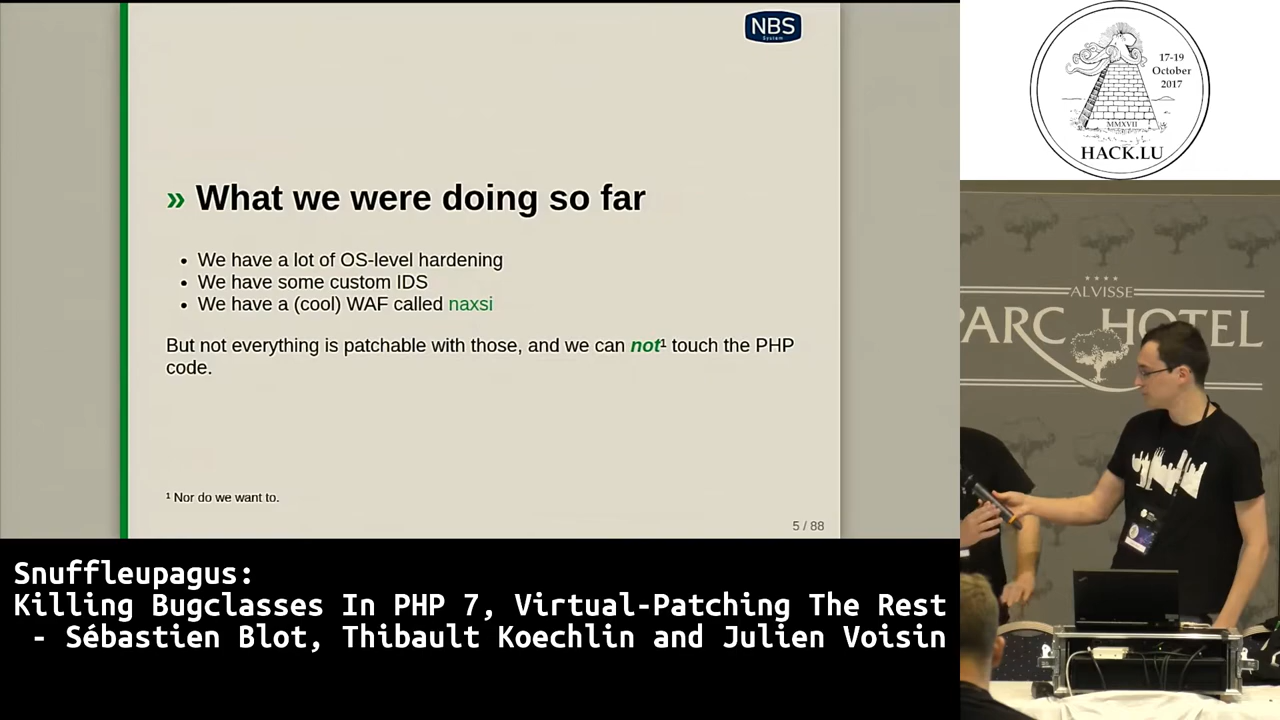 NBS
System
» What we were doing so far
• We have a lot of OS-level hardening
• We have some custom IDS
• We have a (cool) WAF called naxsi
But not everything is patchable with those, and we can not¹ touch the PHP
code.
¹ Nor do we want to.
5 / 88
17-19
October
2017
MMXVII
HACK.LU
ALVISSE
PARC HOTEL
Snuffleupagus:
Killing Bugclasses In PHP 7, Virtual-Patching The Rest
- Sébastien Blot, Thibault Koechlin and Julien Voisin